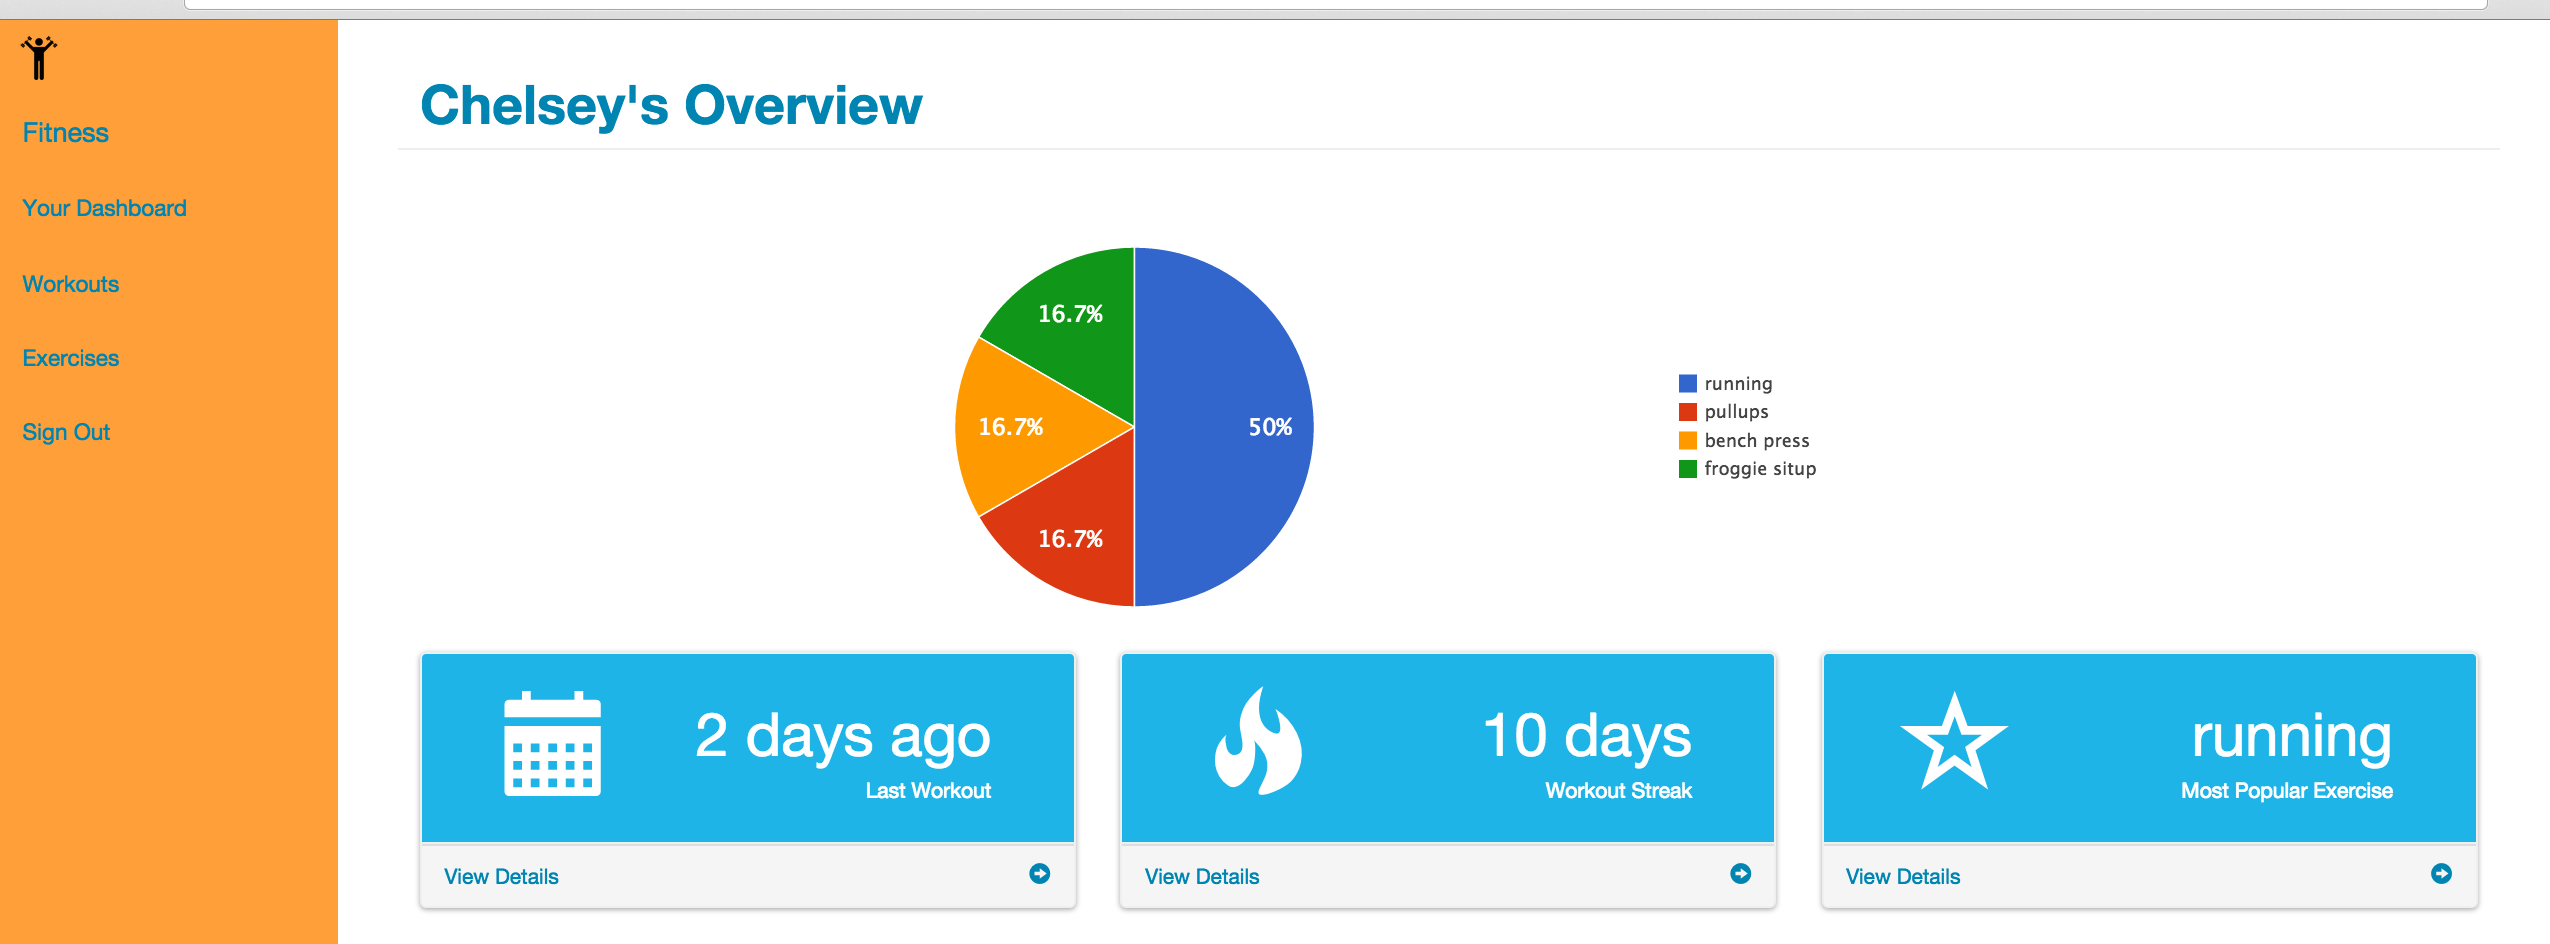 Fitness
Your Dashboard
Workouts
Exercises
Sign Out
Chelsey's Overview
16.7%
16.7%
50%
16.7%
running
pullups
bench press
froggie situp
2 days ago
Last Workout
View Details
10 days
Workout Streak
View Details
running
Most Popular Exercise
View Details